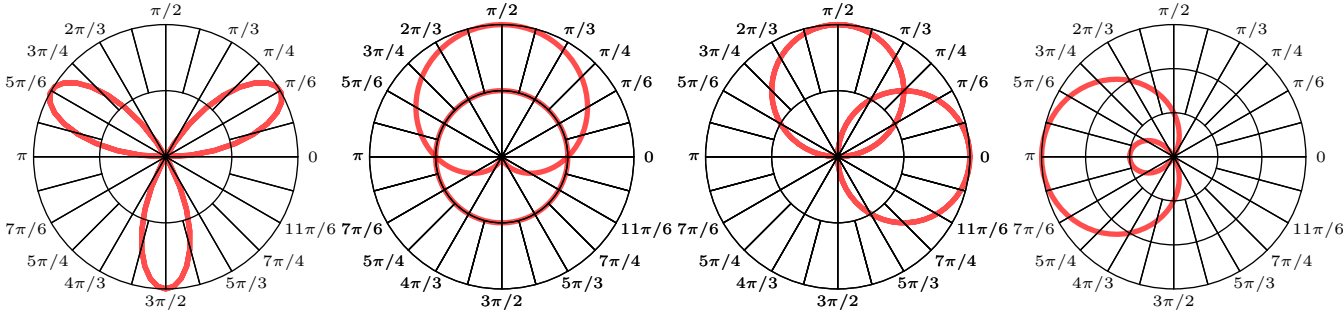 π/2 π/2 π/2 π/2
2π/3 π/3 2π/3 π/3 2π/3 π/3 2π/3 π/3
3π/4 π/4 3π/4 π/4 3π/4 π/4 3π/4 π/4
5π/6 π/6 5π/6 π/6 5π/6 π/6 5π/6 π/6
π 0 π 0 π 0 π 0
7π/6 11π/6 7π/6 11π/6 7π/6 11π/6 7π/6 11π/6
5π/4 7π/4 5π/4 7π/4 5π/4 7π/4 5π/4 7π/4
4π/3 5π/3 4π/3 5π/3 4π/3 5π/3 4π/3 5π/3
3π/2 3π/2 3π/2 3π/2